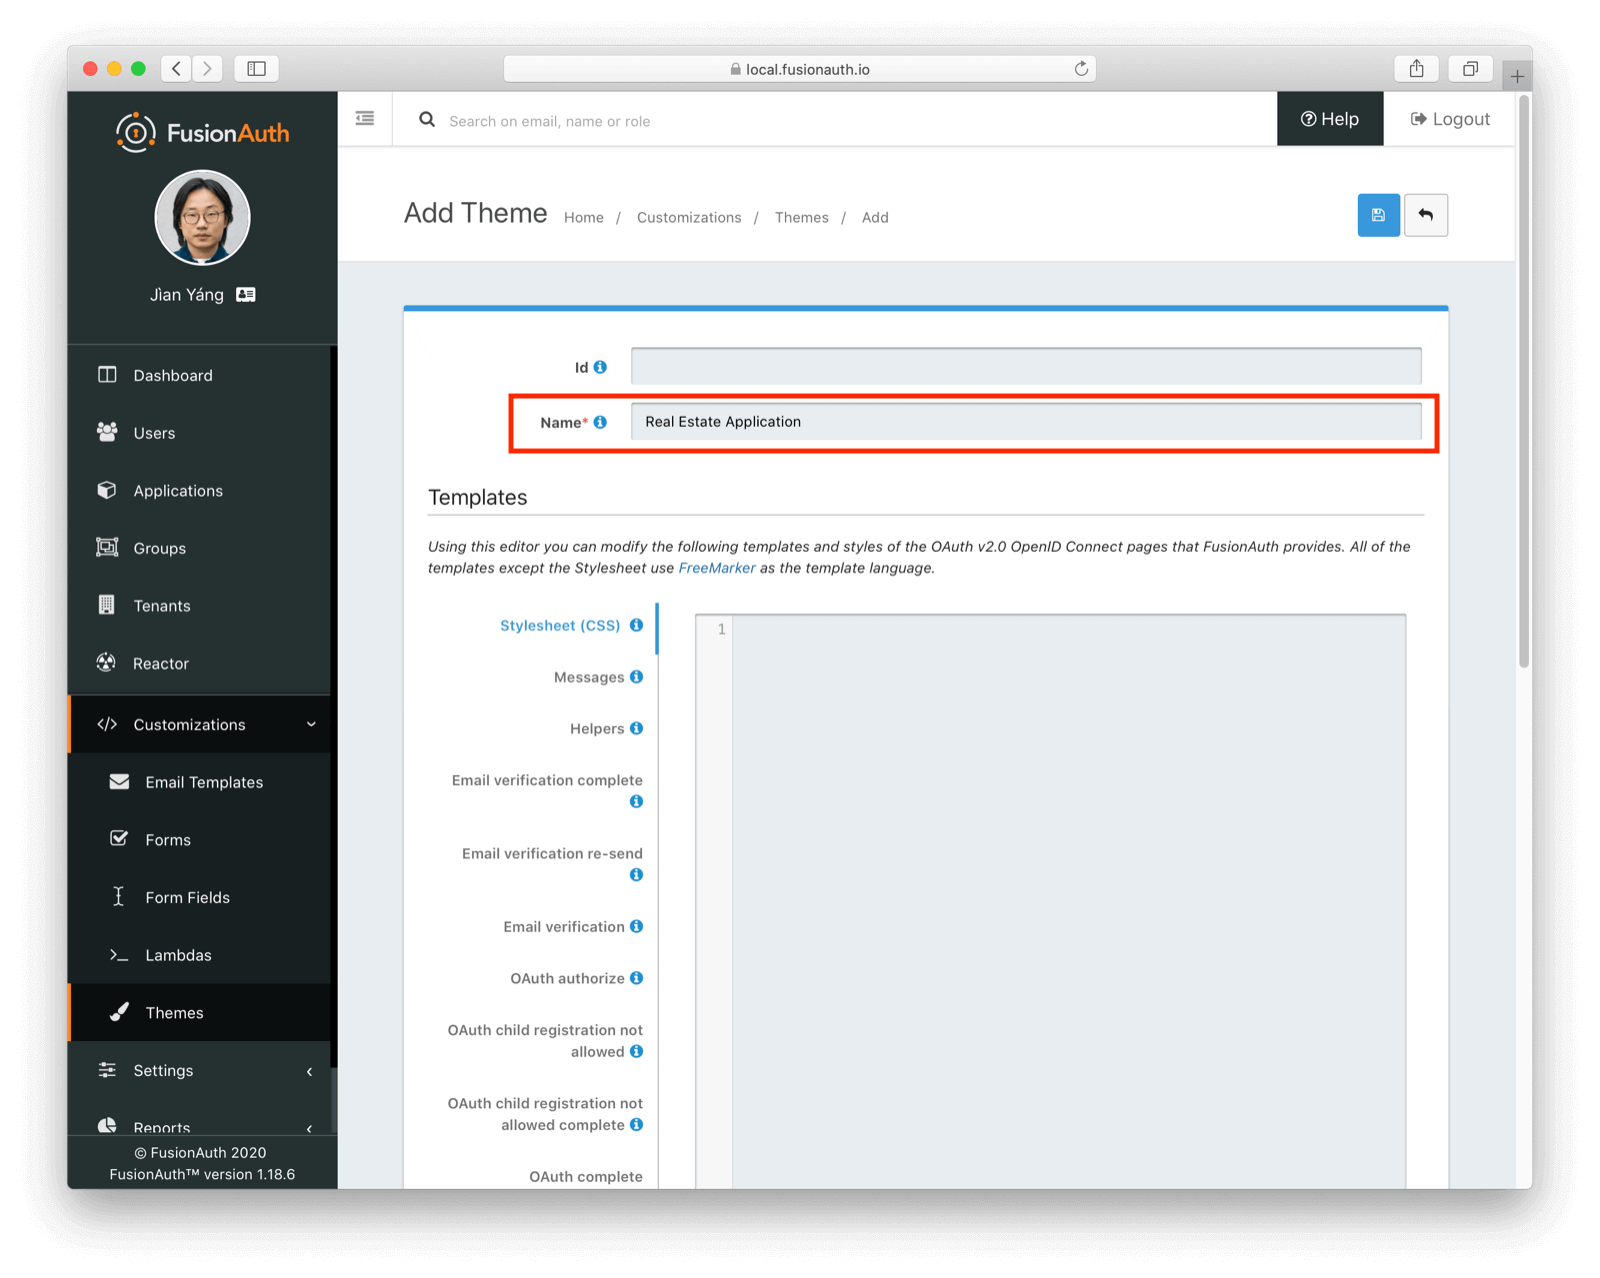 local.fusionauth.io
FusionAuth
Search on email, name or role
Help
Logout
Jìan Yáng
Add Theme
Home / Customizations / Themes / Add
Dashboard
Users
Applications
Groups
Tenants
Reactor
Customizations
Email Templates
Forms
Form Fields
Lambdas
Themes
Settings
Reports
© FusionAuth 2020
FusionAuth™ version 1.18.6
Id
Name*
Real Estate Application
Templates
Using this editor you can modify the following templates and styles of the OAuth v2.0 OpenID Connect pages that FusionAuth provides. All of the
templates except the Stylesheet use FreeMarker as the template language.
Stylesheet (CSS)
1
Messages
Helpers
Email verification complete
Email verification re-send
Email verification
OAuth authorize
OAuth child registration not
allowed
OAuth child registration not
allowed complete
OAuth complete